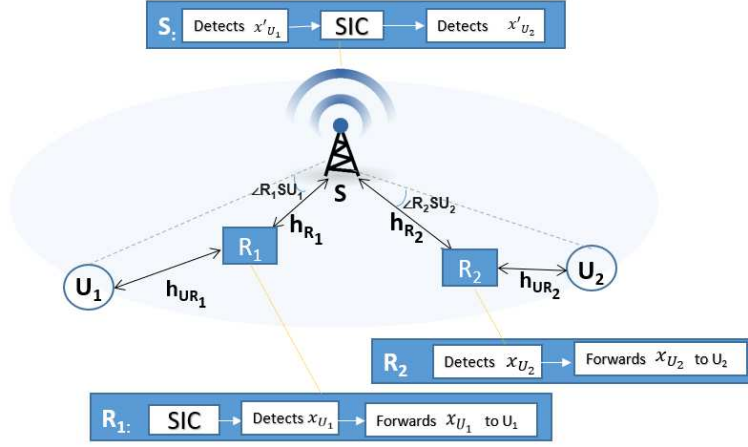 S: Detects x′U₁ SIC Detects x′U₂
∠R₁SU₁ S ∠R₂SU₂
hR₁ hR₂
R₁ R₂
U₁ U₂
hUR₁ hUR₂
R₂ Detects xU₂ Forwards xU₂ to U₂
R₁: SIC Detects xU₁ Forwards xU₁ to U₁